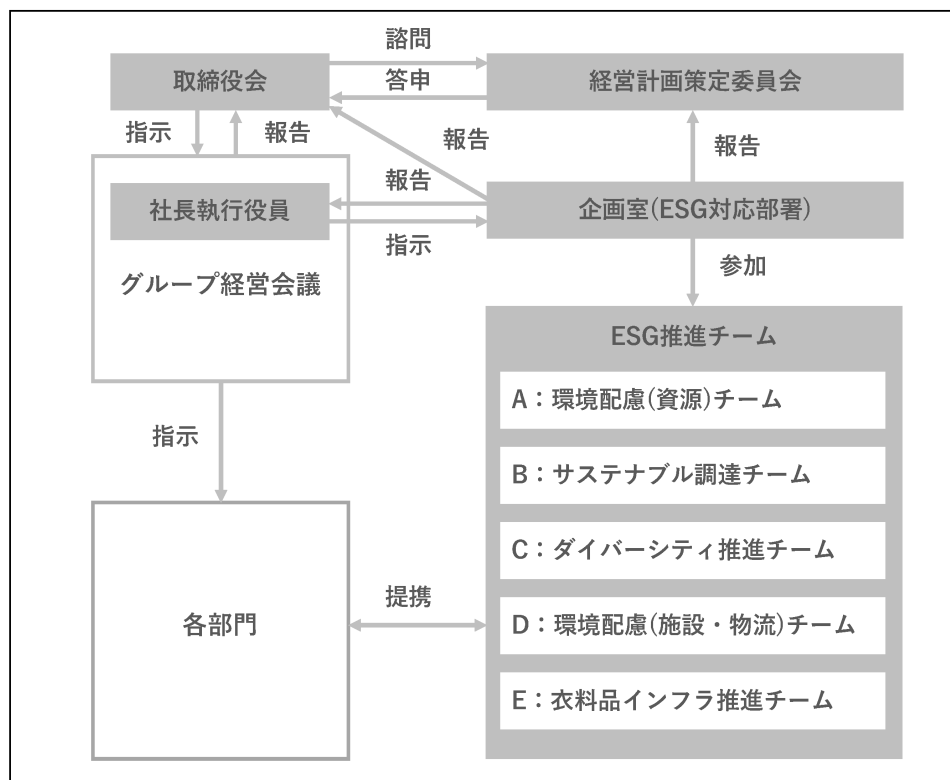 諮問
取締役会
経営計画策定委員会
答申
指示
報告
報告
報告
報告
社長執行役員
企画室(ESG対応部署)
指示
参加
グループ経営会議
ESG推進チーム
A：環境配慮(資源)チーム
指示
B：サステナブル調達チーム
C：ダイバーシティ推進チーム
提携
各部門
D：環境配慮(施設・物流)チーム
E：衣料品インフラ推進チーム